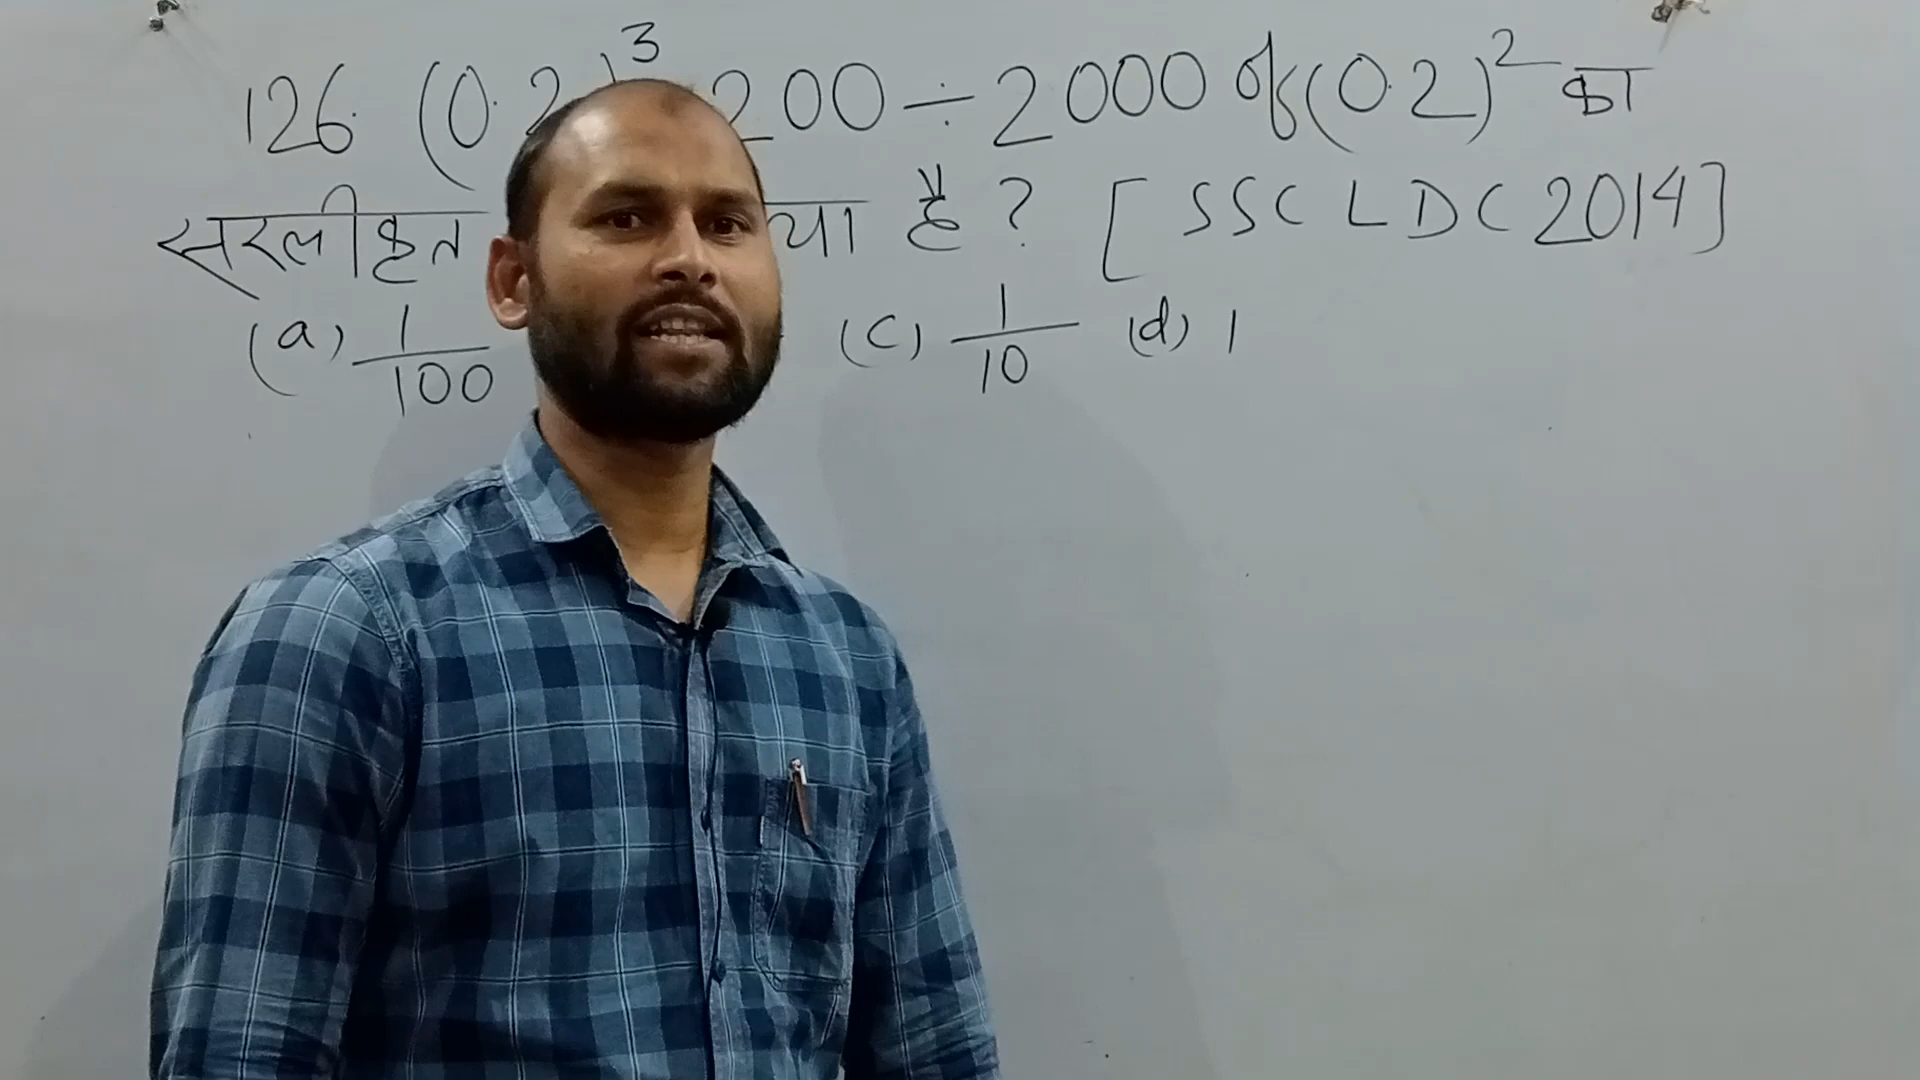 126. (0.2)³ 200 ÷ 2000 of (0.2)² का
सरलीकृत है ? [SSC LDC 2014]
(a) 1/100 (c) 1/10 (d) 1